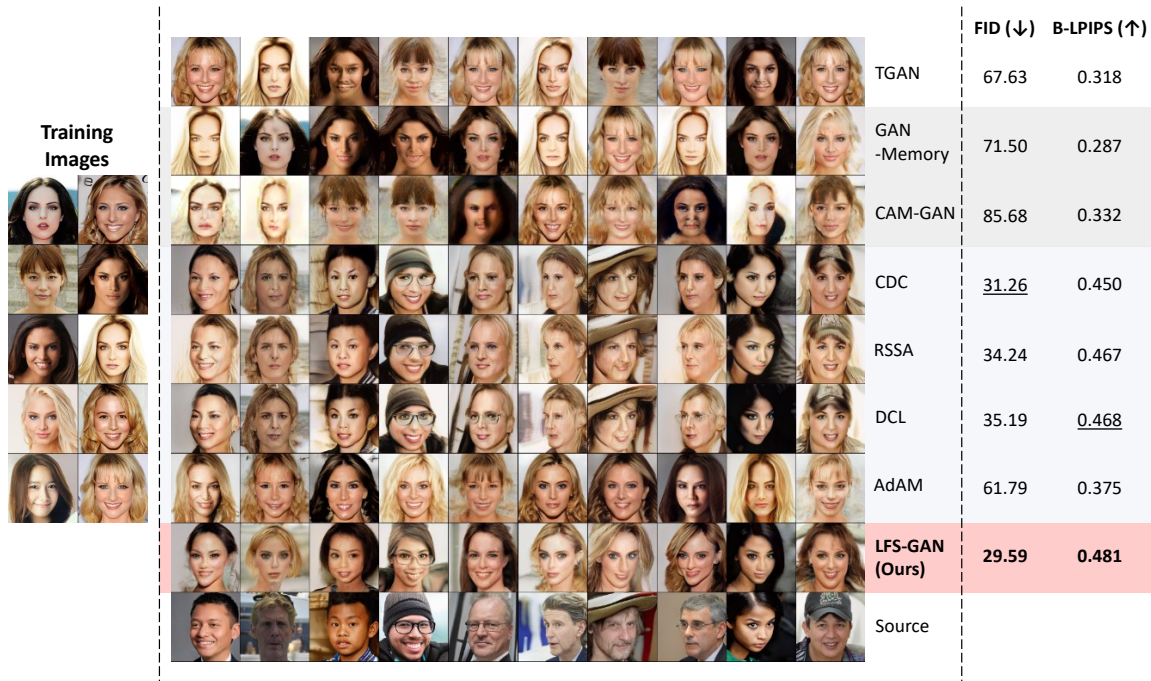 FID (↓) B-LPIPS (↑)
TGAN 67.63 0.318
Training
Images
GAN
-Memory 71.50 0.287
CAM-GAN 85.68 0.332
CDC 31.26 0.450
RSSA 34.24 0.467
DCL 35.19 0.468
AdAM 61.79 0.375
LFS-GAN
(Ours) 29.59 0.481
Source